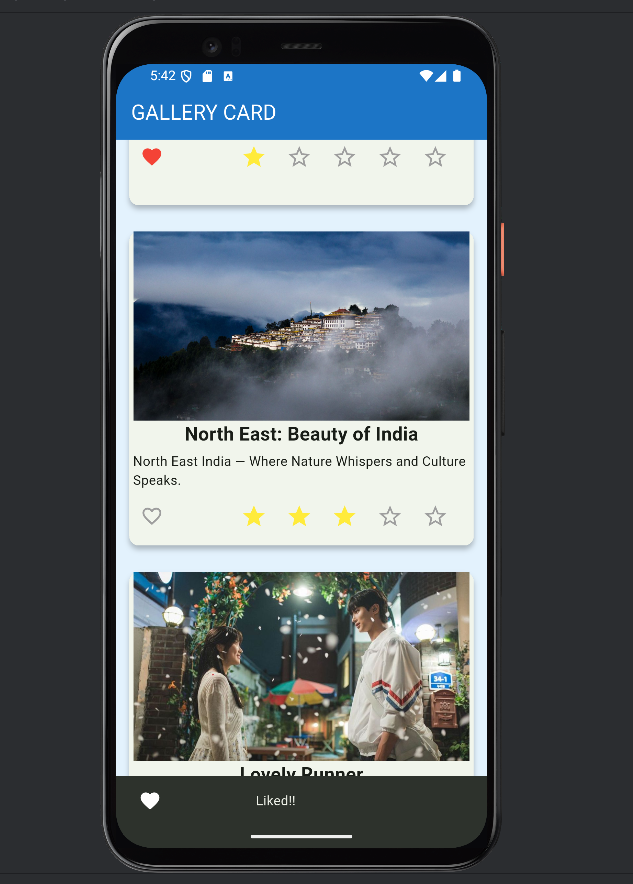 5:42
GALLERY CARD
North East: Beauty of India
North East India — Where Nature Whispers and Culture
Speaks.
34-1
Lovely Runner
Liked!!